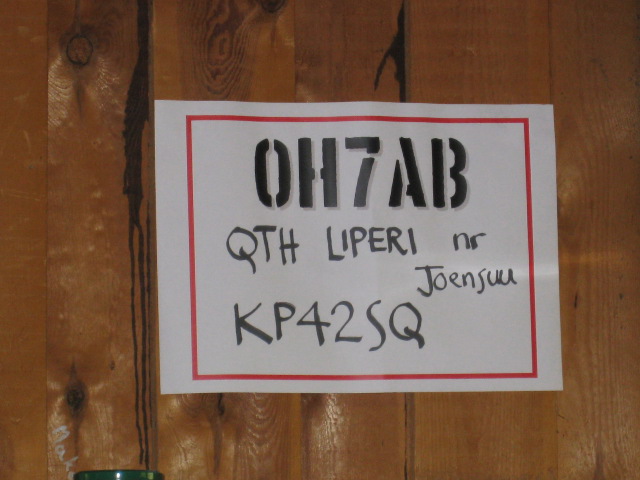 OH7AB
QTH LIPERI nr
Joensuu
KP42SQ